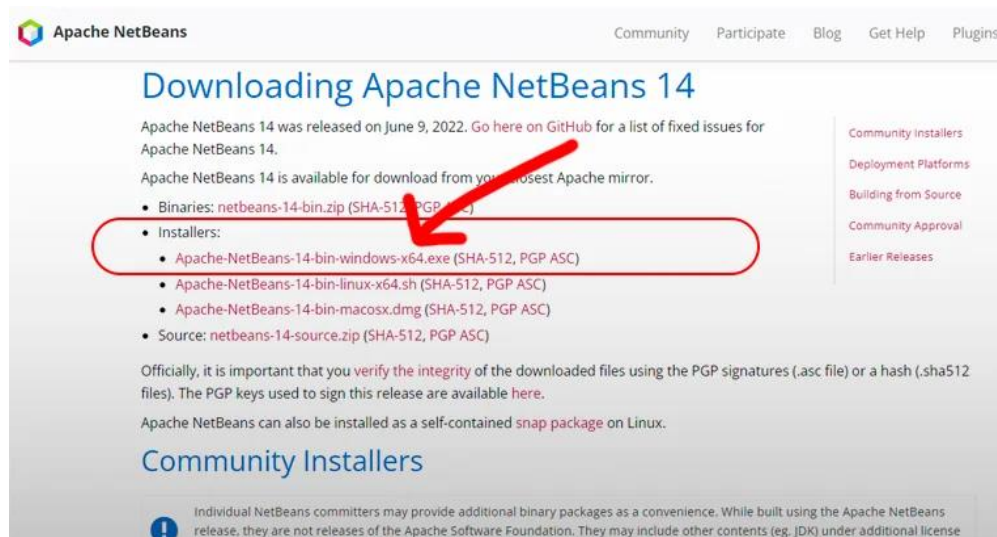 Apache NetBeans
Community Participate Blog Get Help Plugins
Downloading Apache NetBeans 14
Apache NetBeans 14 was released on June 9, 2022. Go here on GitHub for a list of fixed issues for
Apache NetBeans 14.
Apache NetBeans 14 is available for download from your closest Apache mirror.
• Binaries: netbeans-14-bin.zip (SHA-512, PGP ASC)
• Installers:
• Apache-NetBeans-14-bin-windows-x64.exe (SHA-512, PGP ASC)
• Apache-NetBeans-14-bin-linux-x64.sh (SHA-512, PGP ASC)
• Apache-NetBeans-14-bin-macosx.dmg (SHA-512, PGP ASC)
• Source: netbeans-14-source.zip (SHA-512, PGP ASC)
Officially, it is important that you verify the integrity of the downloaded files using the PGP signatures (.asc file) or a hash (.sha512
files). The PGP keys used to sign this release are available here.
Apache NetBeans can also be installed as a self-contained snap package on Linux.
Community Installers
Deployment Platforms
Building from Source
Community Approval
Earlier Releases
Community Installers
Individual NetBeans committers may provide additional binary packages as a convenience. While built using the Apache NetBeans
release, they are not releases of the Apache Software Foundation. They may include other contents (eg. JDK) under additional license